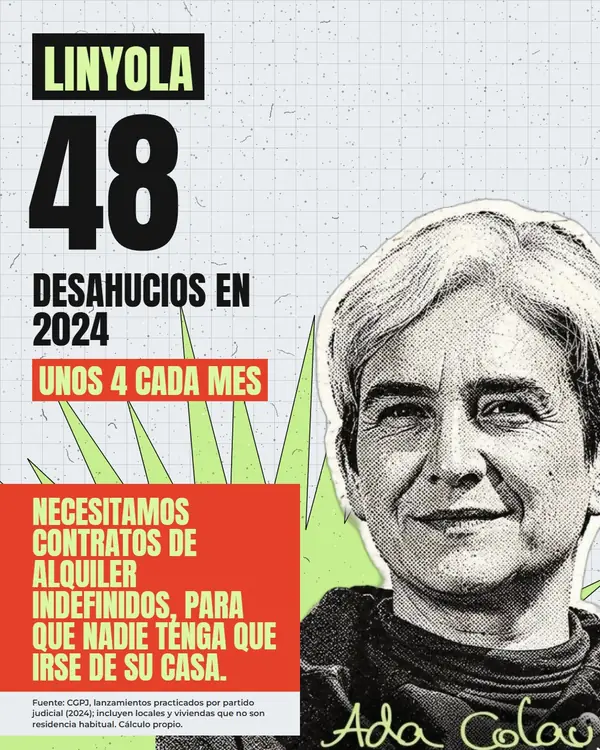 LINYOLA
48
DESAHUCIOS EN
2024
UNOS 4 CADA MES
NECESITAMOS
CONTRATOS DE
ALQUILER
INDEFINIDOS, PARA
QUE NADIE TENGA QUE
IRSE DE SU CASA.
Fuente: CGPJ, lanzamientos practicados por partido
judicial (2024); incluyen locales y viviendas que no son
residencia habitual. Cálculo propio.
Ada Colau